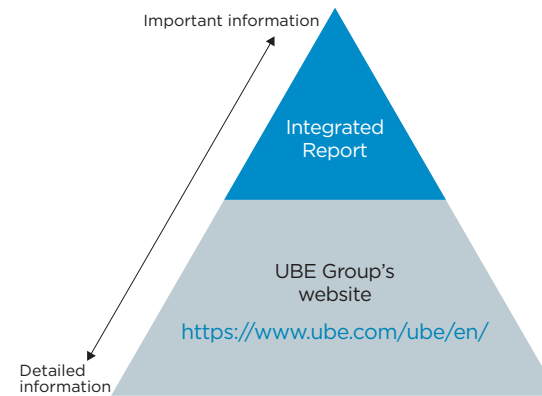 Important information
Integrated
Report
UBE Group’s
website
https://www.ube.com/ube/en/
Detailed
information